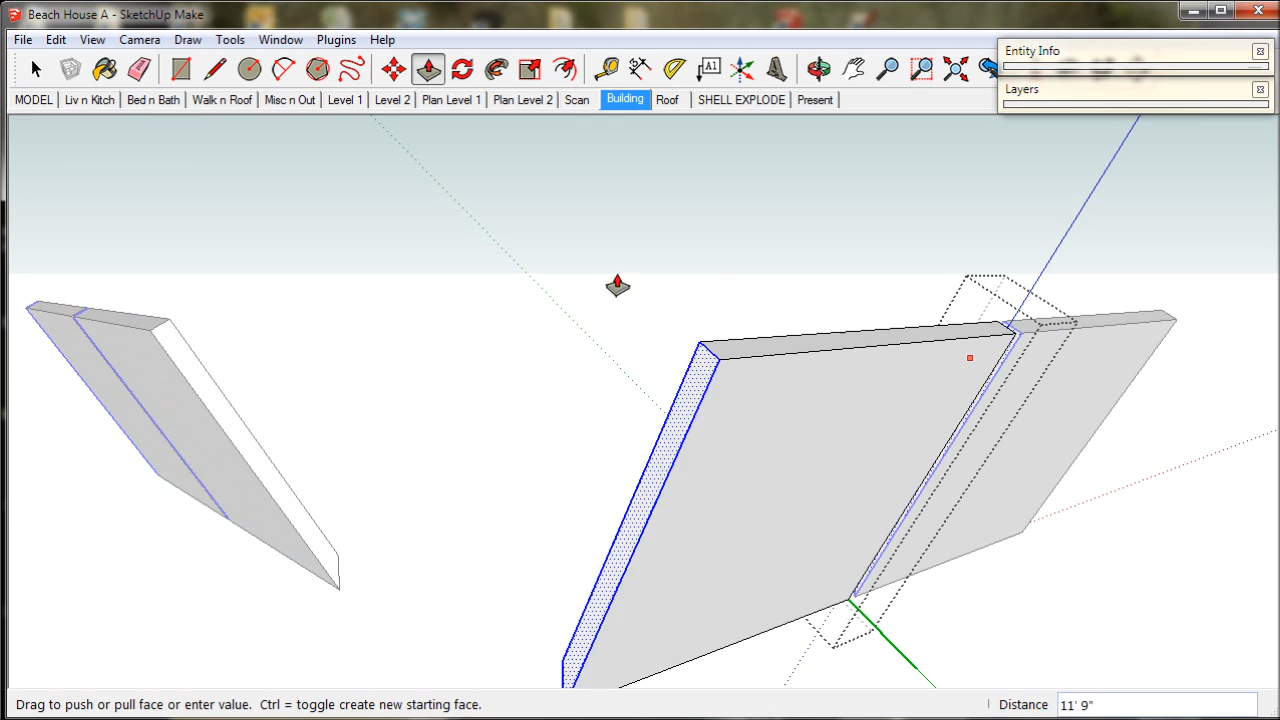 Beach House A - SketchUp Make
File Edit View Camera Draw Tools Window Plugins Help
Entity Info
A1
Layers
MODEL Liv n Kitch Bed n Bath Walk n Roof Misc n Out Level 1 Level 2 Plan Level 1 Plan Level 2 Scan Building Roof SHELL EXPLODE Present
Drag to push or pull face or enter value. Ctrl = toggle create new starting face. Distance 11' 9"